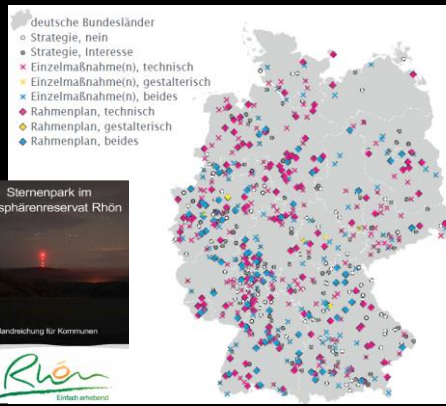 deutsche Bundesländer
Strategie, nein
Strategie, Interesse
Einzelmaßnahme(n), technisch
Einzelmaßnahme(n), gestalterisch
Einzelmaßnahme(n), beides
Rahmenplan, technisch
Rahmenplan, gestalterisch
Rahmenplan, beides
Sternenpark im
sphärenreservat Rhön
Handreichung für Kommunen
Rhön
Einfach erhebend